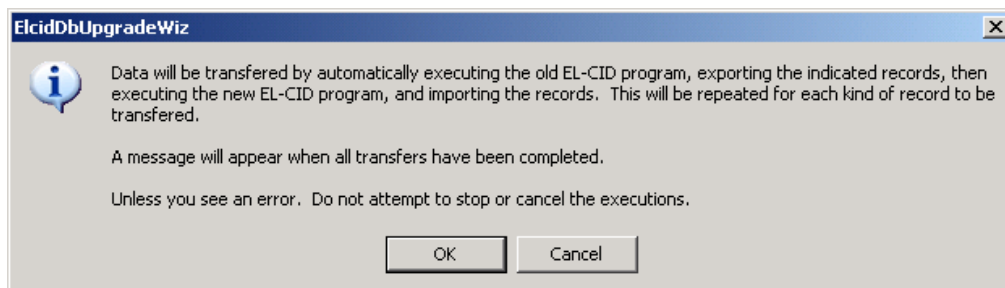 ElcidDbUpgradeWiz
Data will be transfered by automatically executing the old EL-CID program, exporting the indicated records, then
executing the new EL-CID program, and importing the records.  This will be repeated for each kind of record to be
transfered.
A message will appear when all transfers have been completed.
Unless you see an error.  Do not attempt to stop or cancel the executions.
OK
Cancel